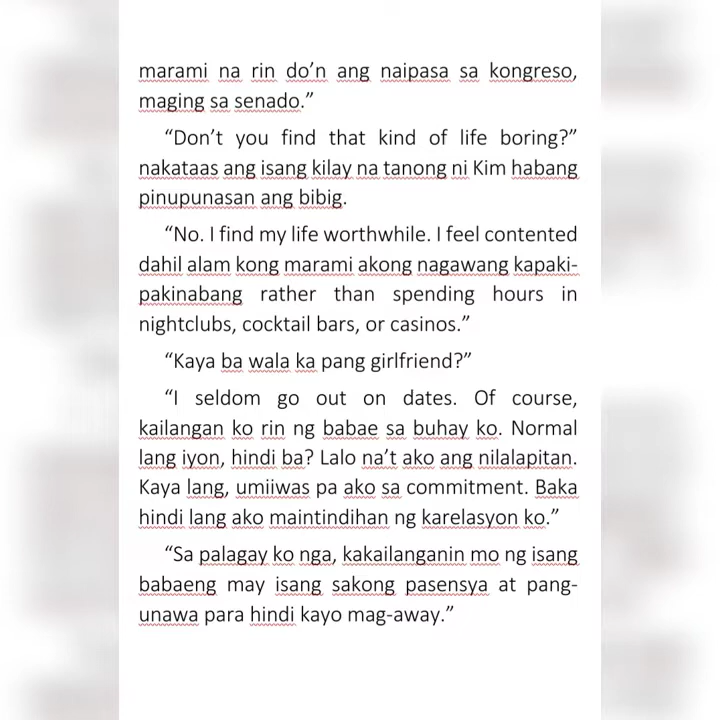 marami na rin do’n ang naipasa sa kongreso,
maging sa senado.”
“Don’t you find that kind of life boring?”
nakataas ang isang kilay na tanong ni Kim habang
pinupunasan ang bibig.
“No. I find my life worthwhile. I feel contented
dahil alam kong marami akong nagawang kapaki-
pakinabang rather than spending hours in
nightclubs, cocktail bars, or casinos.”
“Kaya ba wala ka pang girlfriend?”
“I seldom go out on dates. Of course,
kailangan ko rin ng babae sa buhay ko. Normal
lang iyon, hindi ba? Lalo na’t ako ang nilalapitan.
Kaya lang, umiiwas pa ako sa commitment. Baka
hindi lang ako maintindihan ng karelasyon ko.”
“Sa palagay ko nga, kakailanganin mo ng isang
babaeng may isang sakong pasensya at pang-
unawa para hindi kayo mag-away.”